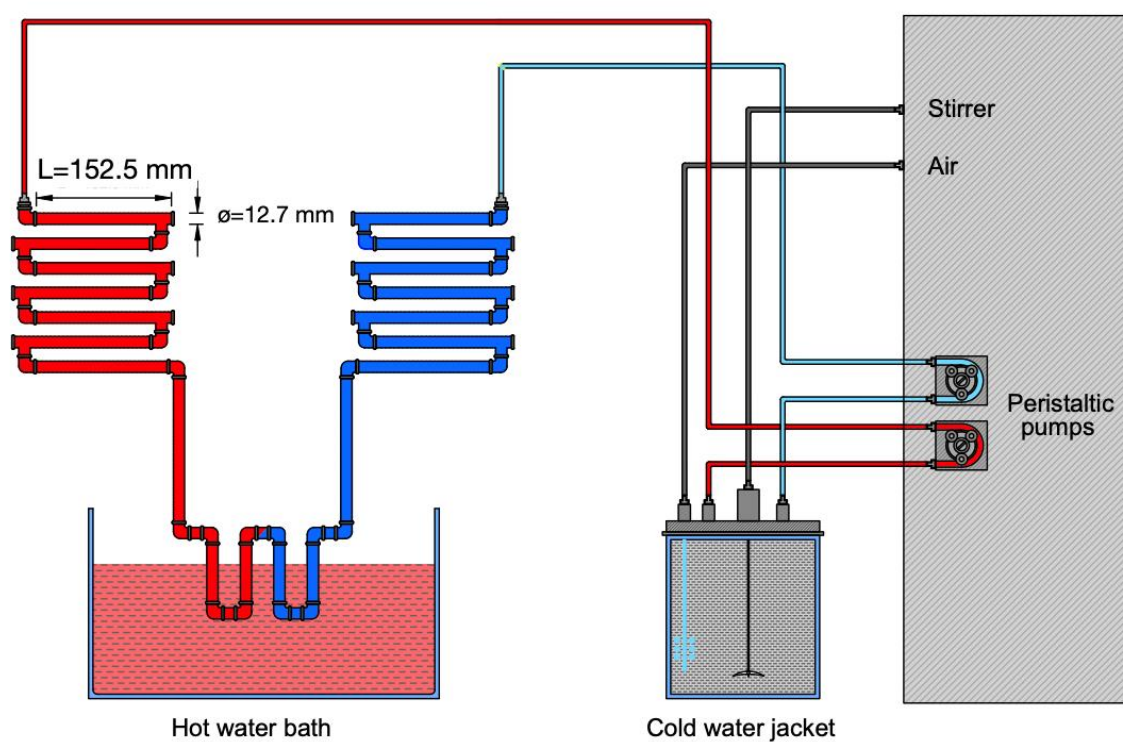 Stirrer
Air
L=152.5 mm
ø=12.7 mm
Peristaltic
pumps
Hot water bath
Cold water jacket